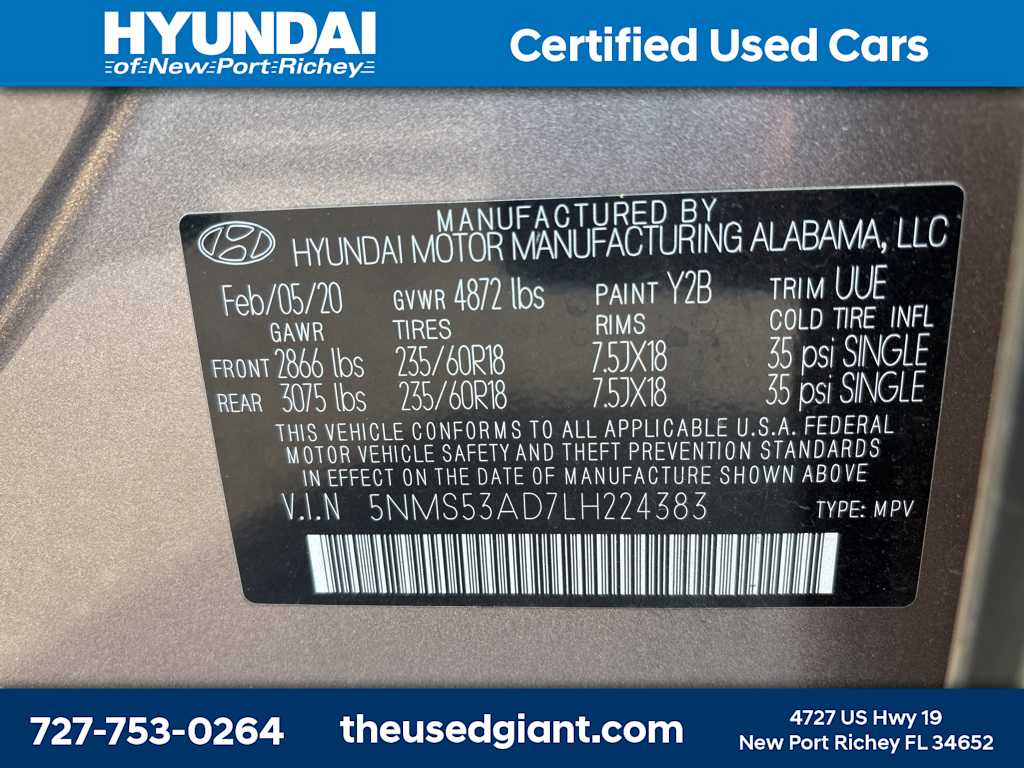 HYUNDAI
of New Port Richey
Certified Used Cars
MANUFACTURED BY
HYUNDAI MOTOR MANUFACTURING ALABAMA, LLC
Feb/05/20 GVWR 4872 lbs PAINT Y2B TRIM UUE
GAWR TIRES RIMS COLD TIRE INFL
FRONT 2866 lbs 235/60R18 7.5JX18 35 psi SINGLE
REAR 3075 lbs 235/60R18 7.5JX18 35 psi SINGLE
THIS VEHICLE CONFORMS TO ALL APPLICABLE U.S.A. FEDERAL
MOTOR VEHICLE SAFETY AND THEFT PREVENTION STANDARDS
IN EFFECT ON THE DATE OF MANUFACTURE SHOWN ABOVE
V.I.N 5NMS53AD7LH224383 TYPE: MPV
727-753-0264
theusedgiant.com
4727 US Hwy 19
New Port Richey FL 34652